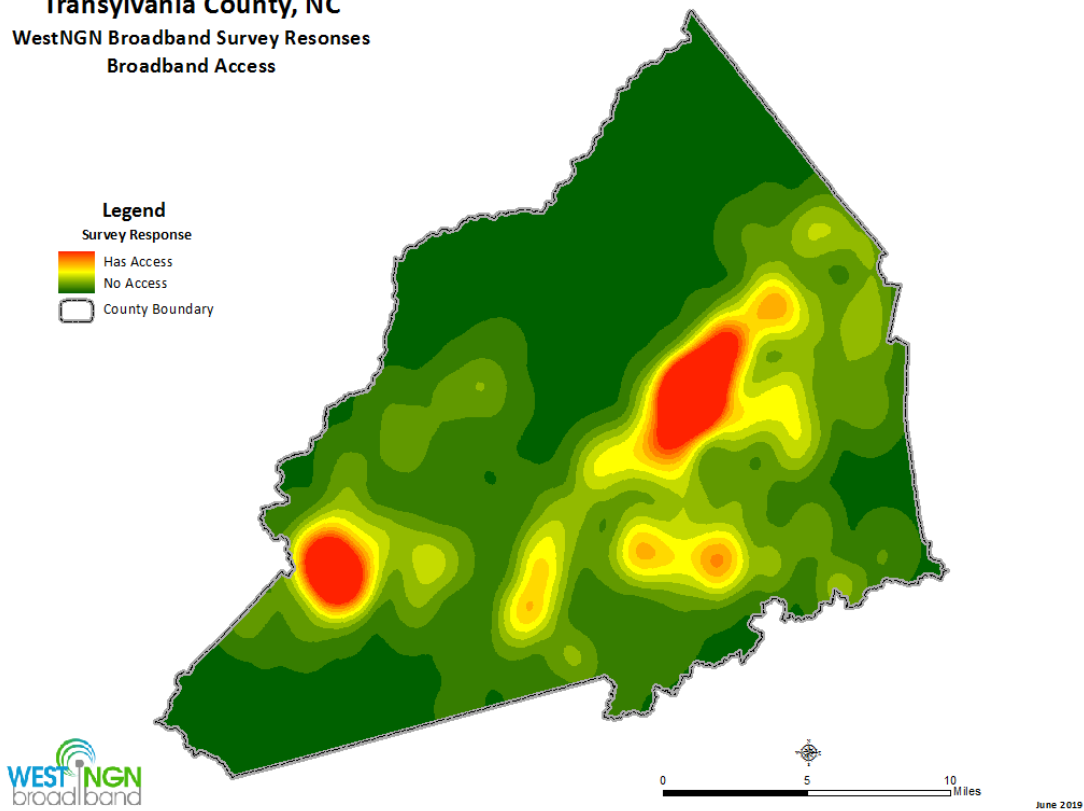 Transylvania County, NC
WestNGN Broadband Survey Resonses
Broadband Access
Legend
Survey Response
Has Access
No Access
County Boundary
WEST NGN
broadband
0 5 10
Miles
June 2019